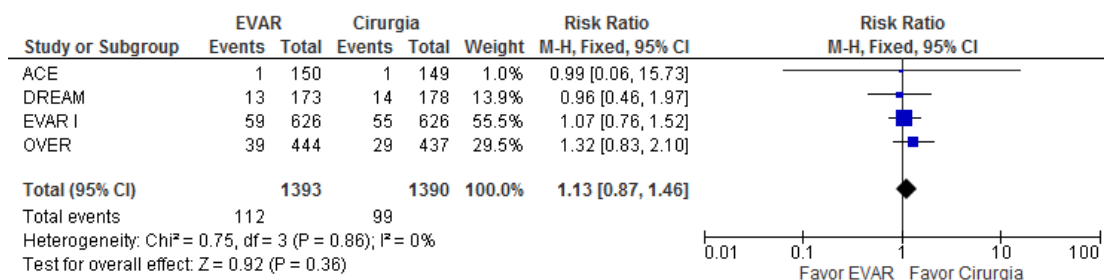 EVAR Cirurgia Risk Ratio Risk Ratio
Study or Subgroup Events Total Events Total Weight M-H, Fixed, 95% CI M-H, Fixed, 95% CI
ACE 1 150 1 149 1.0% 0.99 [0.06, 15.73]
DREAM 13 173 14 178 13.9% 0.96 [0.46, 1.97]
EVAR I 59 626 55 626 55.5% 1.07 [0.76, 1.52]
OVER 39 444 29 437 29.5% 1.32 [0.83, 2.10]
Total (95% CI) 1393 1390 100.0% 1.13 [0.87, 1.46]
Total events 112 99
Heterogeneity: Chi² = 0.75, df = 3 (P = 0.86); I² = 0%
Test for overall effect: Z = 0.92 (P = 0.36)
0.01 0.1 1 10 100
Favor EVAR Favor Cirurgia